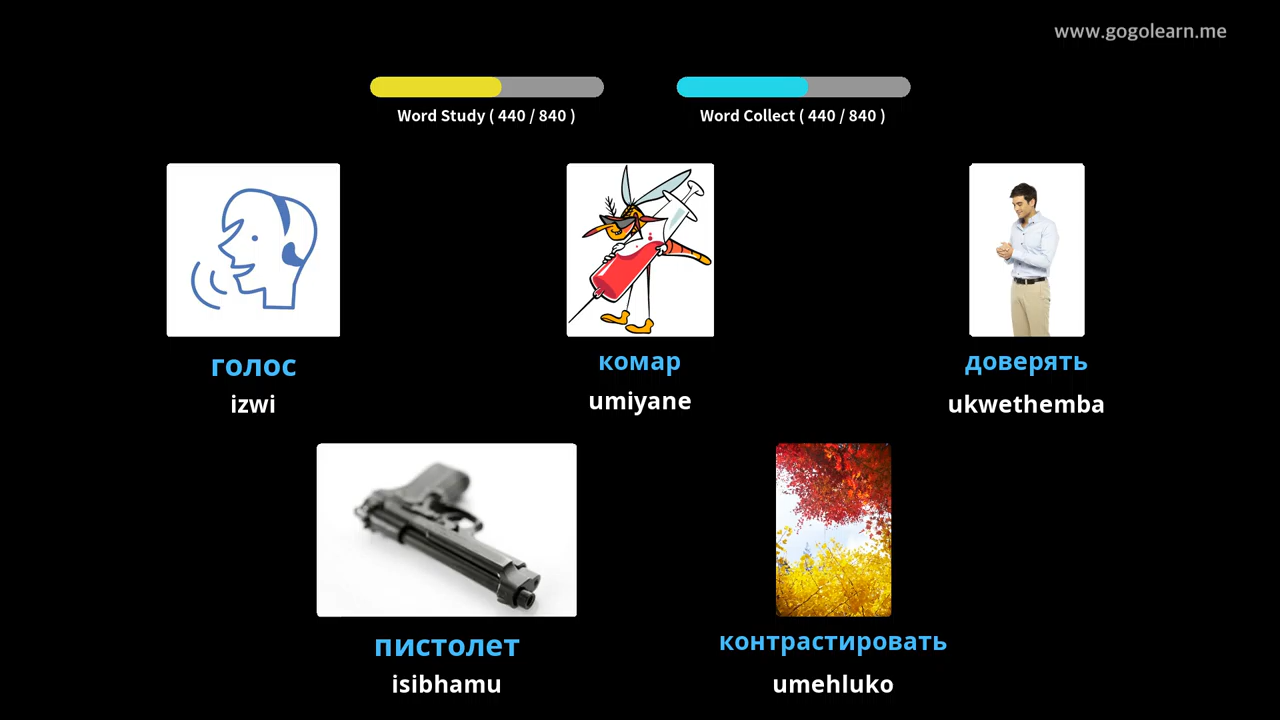 www.gogolearn.me
Word Study ( 440 / 840 )
Word Collect ( 440 / 840 )
голос
izwi
комар
umiyane
доверять
ukwethemba
пистолет
isibhamu
контрастировать
umehluko